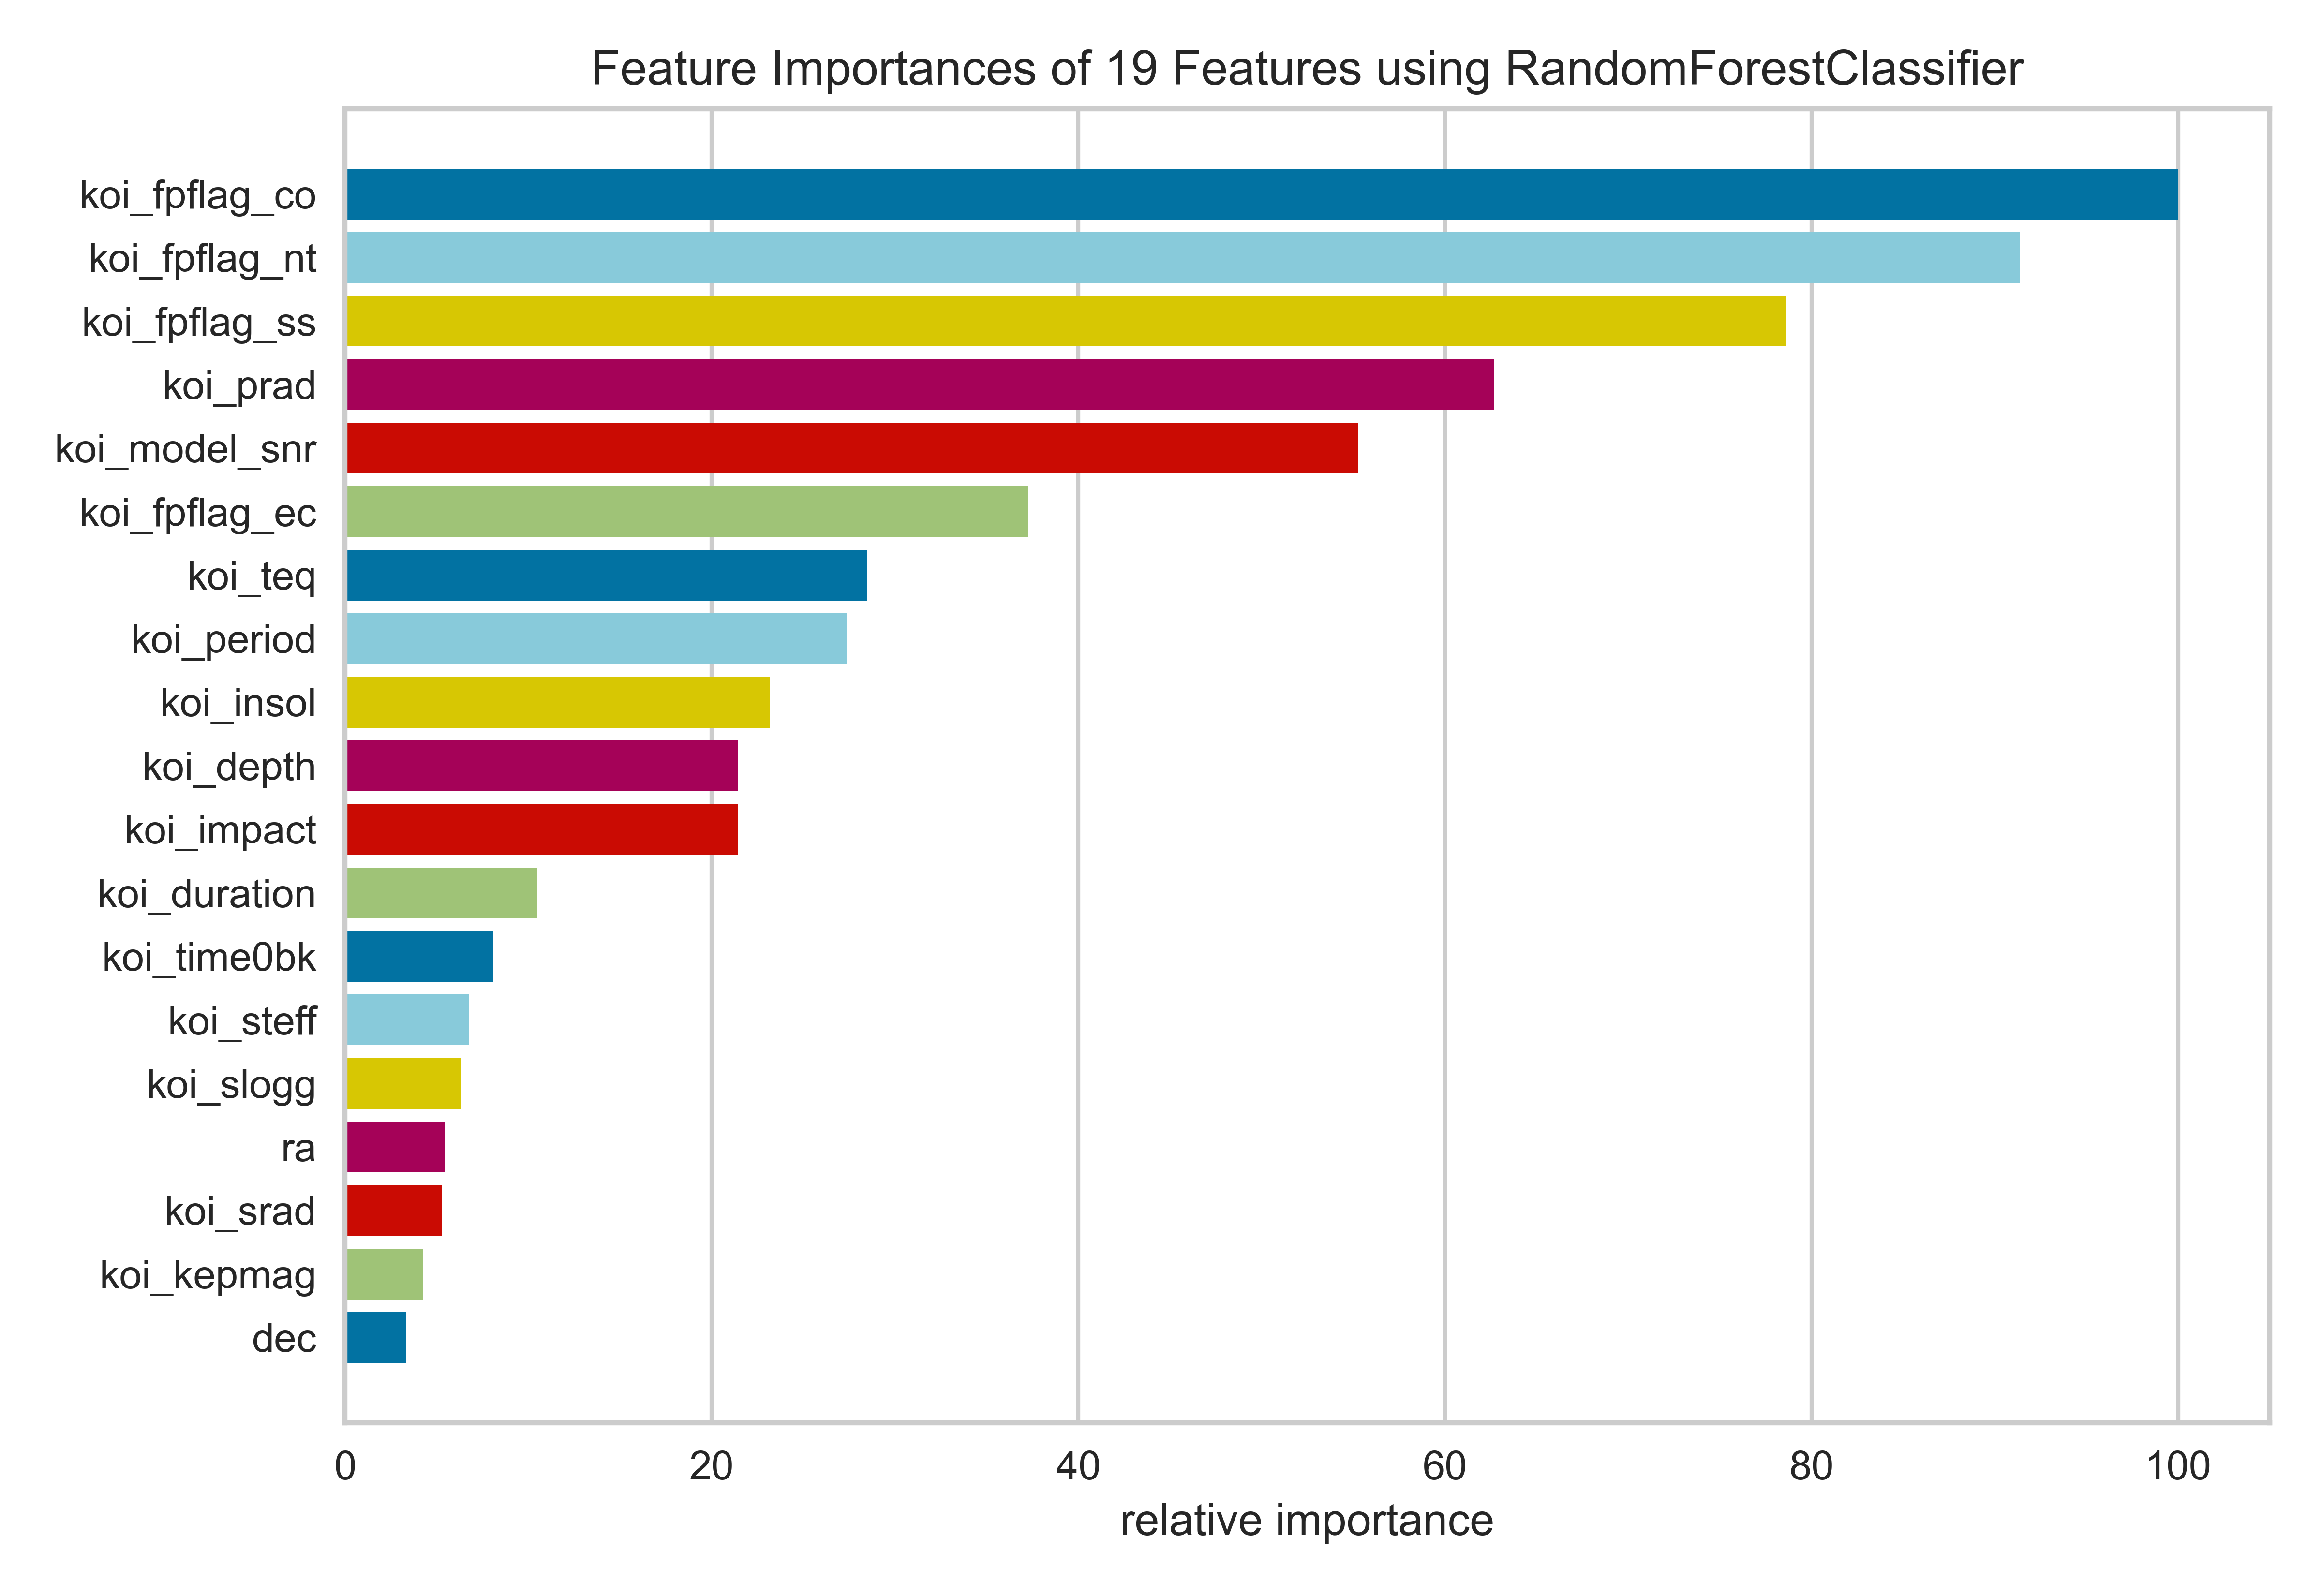 Feature Importances of 19 Features using RandomForestClassifier
koi_fpflag_co
koi_fpflag_nt
koi_fpflag_ss
koi_prad
koi_model_snr
koi_fpflag_ec
koi_teq
koi_period
koi_insol
koi_depth
koi_impact
koi_duration
koi_time0bk
koi_steff
koi_slogg
ra
koi_srad
koi_kepmag
dec
0 20 40 60 80 100
relative importance